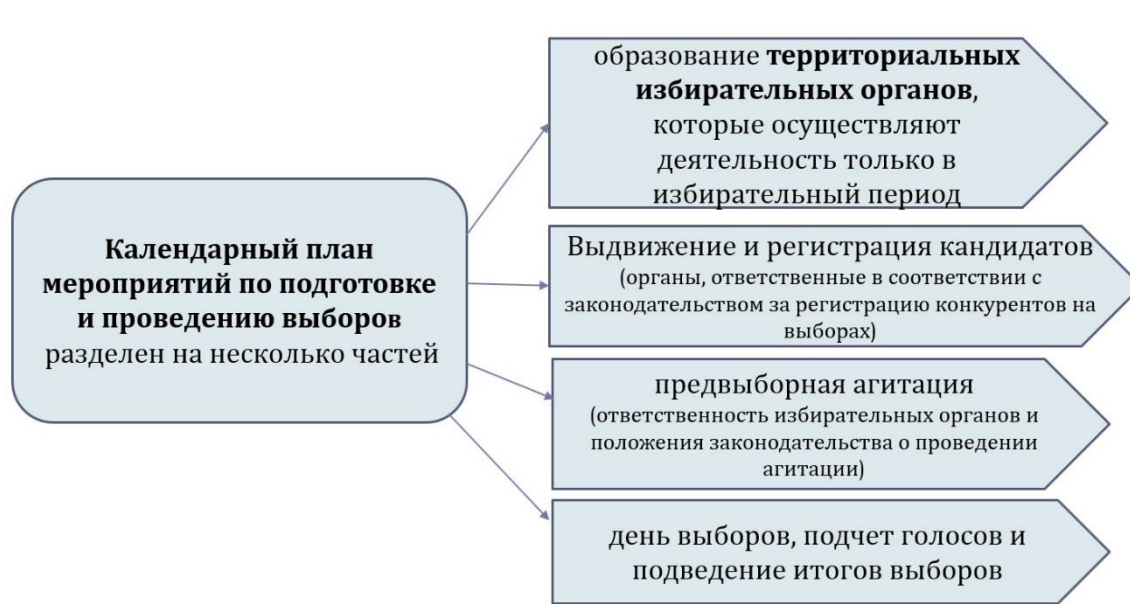 Календарный план
мероприятий по подготовке
и проведению выборов
разделен на несколько частей
образование территориальных
избирательных органов,
которые осуществляют
деятельность только в
избирательный период
Выдвижение и регистрация кандидатов
(органы, ответственные в соответствии с
законодательством за регистрацию конкурентов на
выборах)
предвыборная агитация
(ответственность избирательных органов и
положения законодательства о проведении
агитации)
день выборов, подчет голосов и
подведение итогов выборов